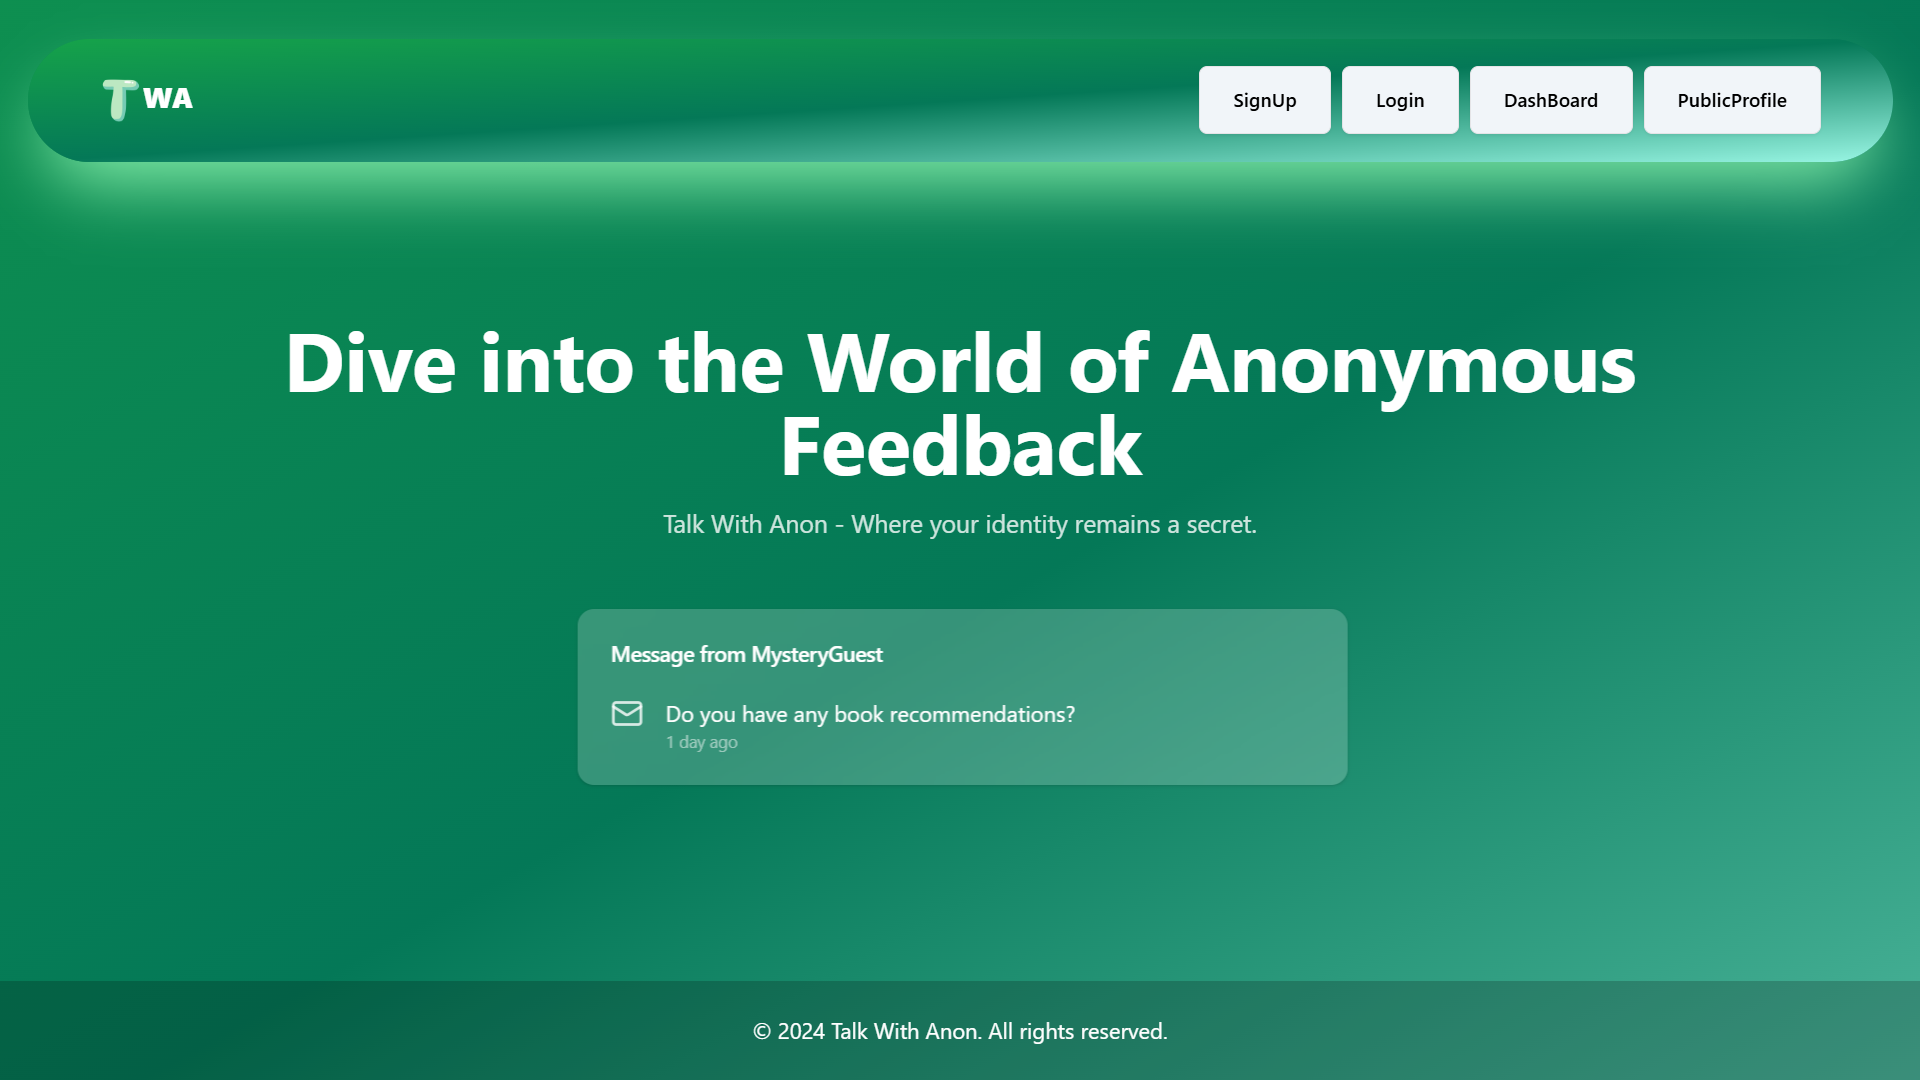 TWA
SignUp
Login
DashBoard
PublicProfile
Dive into the World of Anonymous
Feedback
Talk With Anon - Where your identity remains a secret.
Message from MysteryGuest
Do you have any book recommendations?
1 day ago
© 2024 Talk With Anon. All rights reserved.